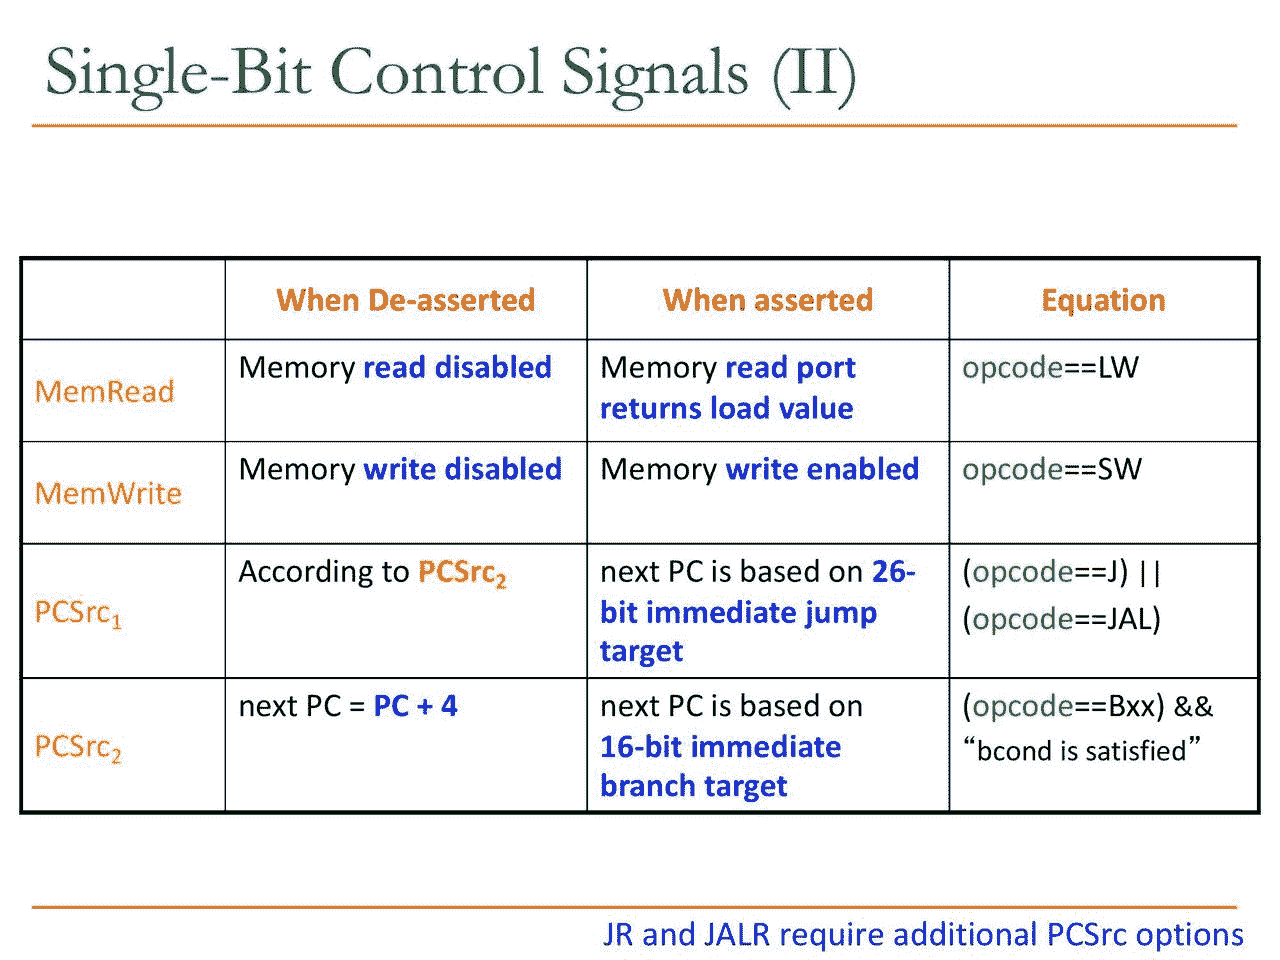 Single-Bit Control Signals (II)
When De-asserted
When asserted
Equation
MemRead
Memory read disabled
Memory read port
returns load value
opcode==LW
MemWrite
Memory write disabled
Memory write enabled
opcode==SW
PCSrc₁
According to PCSrc₂
next PC is based on 26-
bit immediate jump
target
(opcode==J) ||
(opcode==JAL)
PCSrc₂
next PC = PC + 4
next PC is based on
16-bit immediate
branch target
(opcode==Bxx) &&
“bcond is satisfied”
JR and JALR require additional PCSrc options